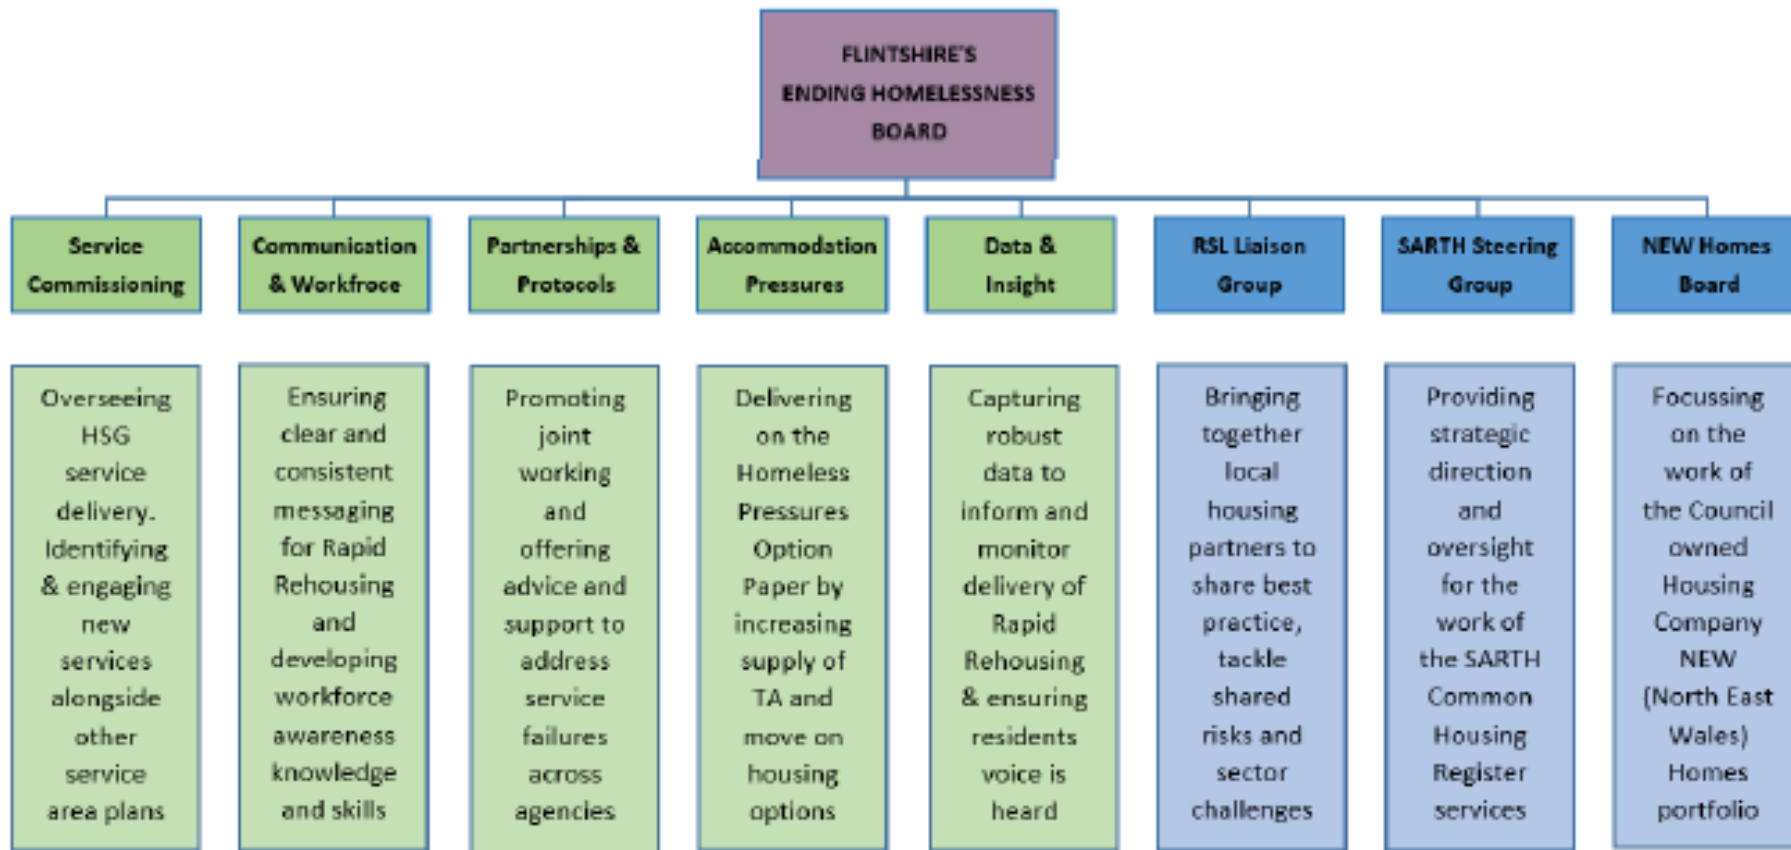 FLINTSHIRE'S
ENDING HOMELESSNESS
BOARD
Service
Commissioning
Communication
& Workfroce
Partnerships &
Protocols
Accommodation
Pressures
Data &
Insight
RSL Liaison
Group
SARTH Steering
Group
NEW Homes
Board
Overseeing
HSG
service
delivery.
Identifying
& engaging
new
services
alongside
other
service
area plans
Ensuring
clear and
consistent
messaging
for Rapid
Rehousing
and
developing
workforce
awareness
knowledge
and skills
Promoting
joint
working
and
offering
advice and
support to
address
service
failures
across
agencies
Delivering
on the
Homeless
Pressures
Option
Paper by
increasing
supply of
TA and
move on
housing
options
Capturing
robust
data to
inform and
monitor
delivery of
Rapid
Rehousing
& ensuring
residents
voice is
heard
Bringing
together
local
housing
partners to
share best
practice,
tackle
shared
risks and
sector
challenges
Providing
strategic
direction
and
oversight
for the
work of
the SARTH
Common
Housing
Register
services
Focussing
on the
work of
the Council
owned
Housing
Company
NEW
(North East
Wales)
Homes
portfolio